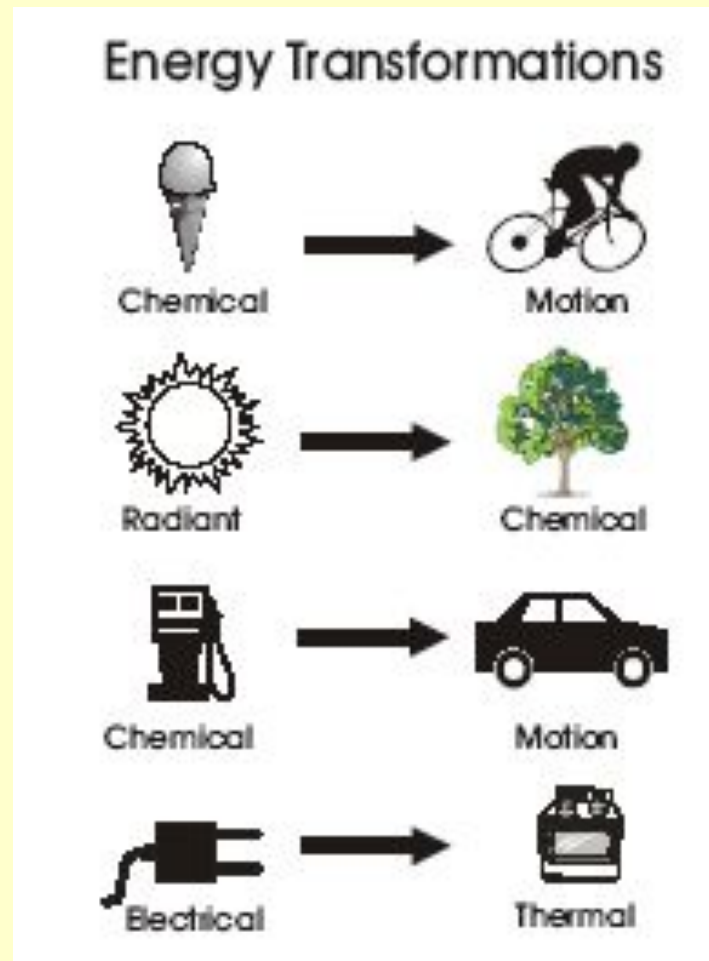 Energy Transformations
Chemical Motion
Radiant Chemical
Chemical Motion
Electrical Thermal